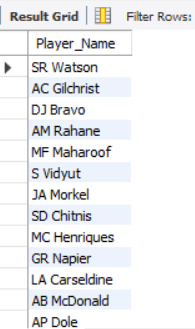 Result Grid Filter Rows:
Player_Name
SR Watson
AC Gilchrist
DJ Bravo
AM Rahane
MF Maharoof
S Vidyut
JA Morkel
SD Chitnis
MC Henriques
GR Napier
LA Carseldine
AB McDonald
AP Dole